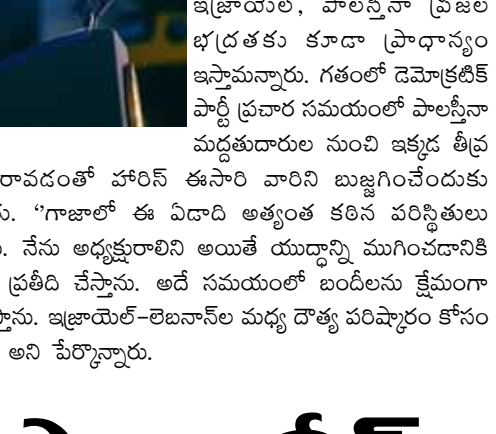 ఇజ్రాయెల్, పాలస్తీనా ప్రజల
భద్రతకు కూడా ప్రాధాన్యం
ఇస్తామన్నారు. గతంలో డెమోక్రటిక్
పార్టీ ప్రచార సమయంలో పాలస్తీనా
మద్దతుదారుల నుంచి ఇక్కడ తీవ్ర
రావడంతో హారిస్ ఈసారి వారిని బుజ్జగించేందుకు
రు. ‘‘గాజాలో ఈ ఏడాది అత్యంత కఠిన పరిస్థితులు
. నేను అధ్యక్షురాలిని అయితే యుద్ధాన్ని ముగించడానికి
ప్రతీది చేస్తాను. అదే సమయంలో బందీలను క్షేమంగా
స్తాను. ఇజ్రాయెల్-లెబనాన్‌ల మధ్య దౌత్య పరిష్కారం కోసం
అని పేర్కొన్నారు.